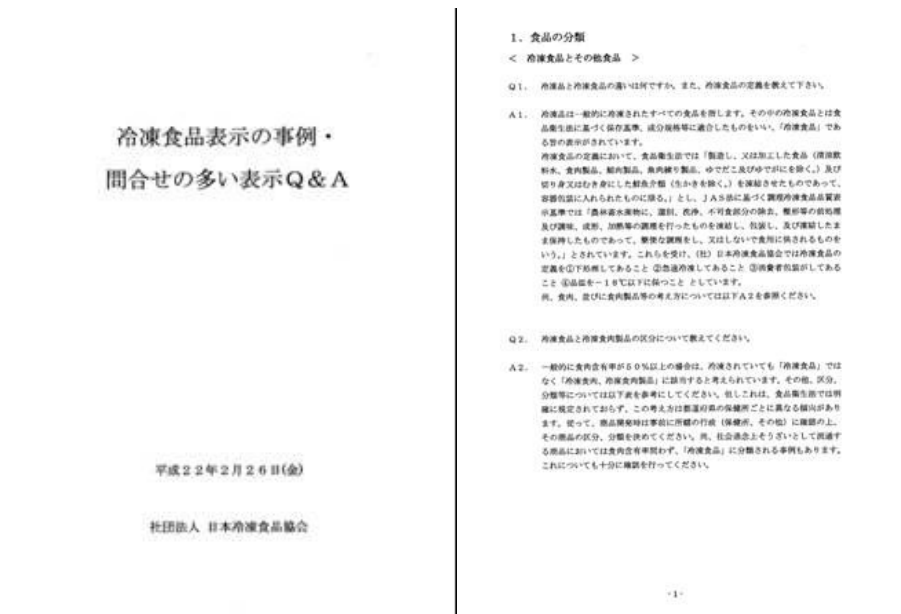 冷凍食品表示の事例・
問合せの多い表示Q&A
平成22年2月26日(金)
社団法人 日本冷凍食品協会
1.食品の分類
< 冷凍食品とその他食品 >
Q1. 冷凍品と冷凍食品の違いは何ですか。また、冷凍食品の定義を教えて下さい。
A1. 冷凍品は一般的に冷凍されたすべての食品を指します。その中の冷凍食品とは食
品衛生法に基づく保存基準、成分規格等に適合したものをいい、「冷凍食品」であ
る旨の表示がされています。
冷凍食品の定義において、食品衛生法では「製造し、又は加工した食品(清涼飲
料水、食肉製品、鯨肉製品、魚肉練り製品、ゆでだこ及びゆでがにを除く。)及び
切り身又はむき身にした鮮魚介類(生かきを除く。)を凍結させたものであって、
容器包装に入れられたものに限る。」とし、JAS法に基づく調理冷凍食品品質表
示基準では「農林畜水産物に、選別、洗浄、不可食部分の除去、整形等の前処理
及び調味、成形、加熱等の調理を行ったものを凍結し、包装し、及び凍結したま
ま保持したものであって、簡便な調理をし、又はしないで食用に供されるものを
いう。」とされています。これらを受け、(社)日本冷凍食品協会では冷凍食品の
定義を①下処理してあること ②急速冷凍してあること ③消費者包装がしてある
こと ④品温を-18℃以下に保つこと としています。
尚、食肉、並びに食肉製品等の考え方については以下A2を参照ください。
Q2. 冷凍食品と冷凍食肉製品の区分について教えてください。
A2. 一般的に食肉含有率が50%以上の場合は、冷凍されていても「冷凍食品」では
なく「冷凍食肉、冷凍食肉製品」に該当すると考えられています。その他、区分、
分類等については以下表を参考にしてください。但しこれは、食品衛生法では明
確に規定されておらず、この考え方は都道府県の保健所ごとに異なる傾向があり
ます。従って、商品開発時は事前に所轄の行政(保健所、その他)に確認の上、
その商品の区分、分類を決めてください。尚、社会通念上そうざいとして流通す
る商品においては食肉含有率問わず、「冷凍食品」に分類される事例もあります。
これについても十分に確認を行ってください。
-1-